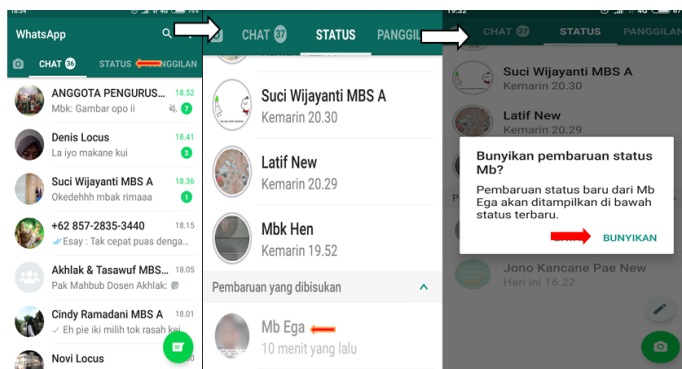 18.54
4G
75%
WhatsApp
CHAT 36 STATUS PANGGILAN
ANGGOTA PENGURUS... 18.52
Mbk: Gambar opo ii 7
Denis Locus 18.41
La iyo makane kui 2
Suci Wijayanti MBS A 18.36
Okedehhh mbak rimaaa 1
+62 857-2835-3440 18.15
Esay : Tak cepat puas denga...
Akhlak & Tasawuf MBS... 18.05
Pak Mahbub Dosen Akhlak:
Cindy Ramadani MBS A 18.01
Eh pie iki milih tok rasah kei
Novi Locus
CHAT 37 STATUS PANGGIL
Suci Wijayanti MBS A
Kemarin 20.30
Latif New
Kemarin 20.29
Mbk Hen
Kemarin 19.52
Pembaruan yang dibisukan
Mb Ega
10 menit yang lalu
19.32
4G
CHAT 37 STATUS PANGGILAN
Suci Wijayanti MBS A
Kemarin 20.30
Latif New
Kemarin 20.29
Bunyikan pembaruan status
Mb?
Pembaruan status baru dari Mb
Ega akan ditampilkan di bawah
status terbaru.
BUNYIKAN
Jono Kancane Pae New
Hari ini 16.22